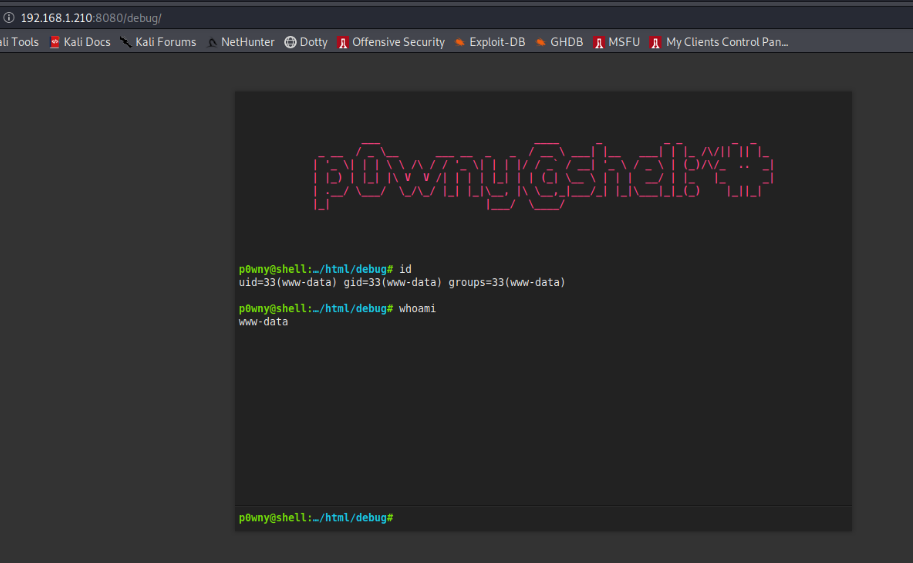 192.168.1.210:8080/debug/
ali Tools Kali Docs Kali Forums NetHunter Dotty Offensive Security Exploit-DB GHDB MSFU My Clients Control Pan...
p0wny@shell:~#
p0wny@shell:…/html/debug# id
uid=33(www-data) gid=33(www-data) groups=33(www-data)
p0wny@shell:…/html/debug# whoami
www-data
p0wny@shell:…/html/debug#